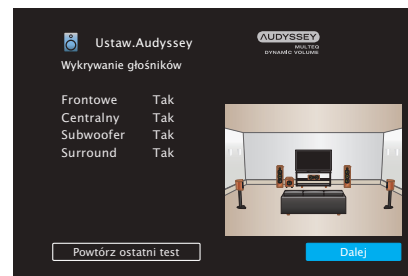 Ustaw.Audyssey
AUDYSSEY
MULTEQ
DYNAMIC VOLUME
Wykrywanie głośników
Frontowe Tak
Centralny Tak
Subwoofer Tak
Surround Tak
Powtórz ostatni test
Dalej